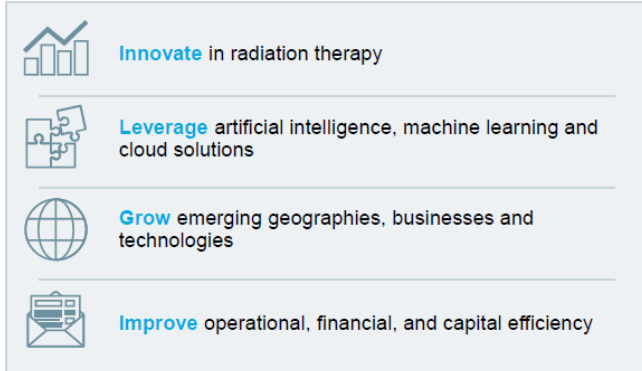 Innovate in radiation therapy
Leverage artificial intelligence, machine learning and
cloud solutions
Grow emerging geographies, businesses and
technologies
Improve operational, financial, and capital efficiency